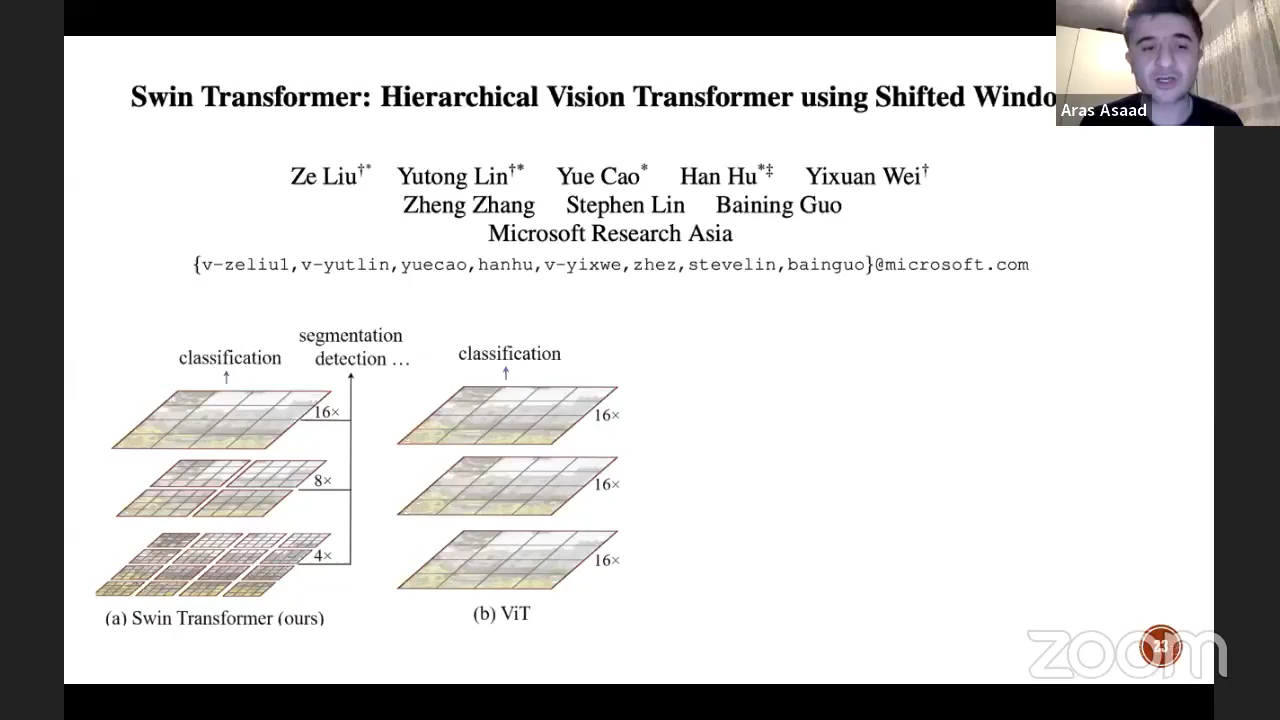 Swin Transformer: Hierarchical Vision Transformer using Shifted Windo
Aras Asaad
Ze Liu†* Yutong Lin†* Yue Cao* Han Hu*‡ Yixuan Wei†
Zheng Zhang Stephen Lin Baining Guo
Microsoft Research Asia
{v-zeliu1,v-yutlin,yuecao,hanhu,v-yixwe,zhez,stevelin,bainguo}@microsoft.com
segmentation
classification detection ... classification
16× 16×
8× 16×
4× 16×
(a) Swin Transformer (ours) (b) ViT
23
zoom